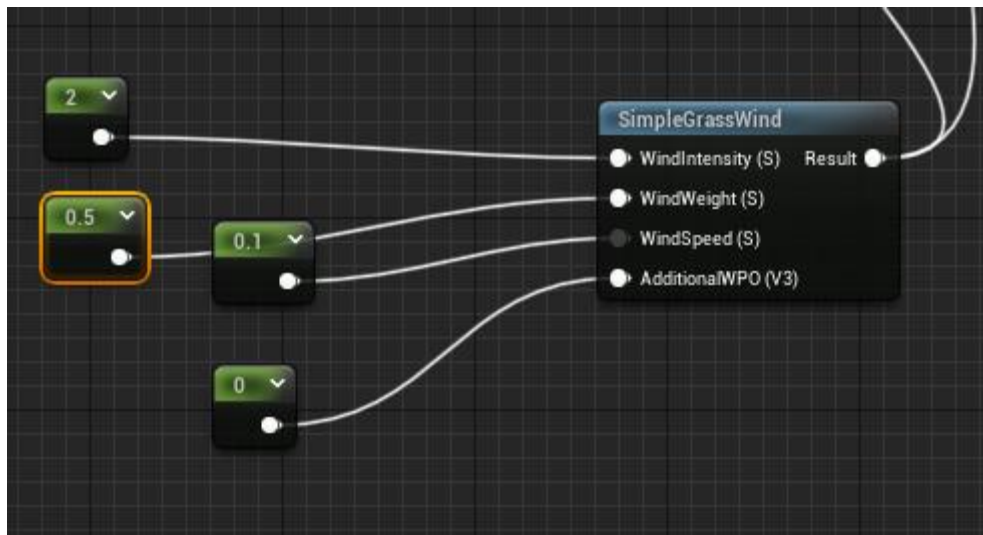 2
0.5
0.1
0
SimpleGrassWind
WindIntensity (S) Result
WindWeight (S)
WindSpeed (S)
AdditionalWPO (V3)